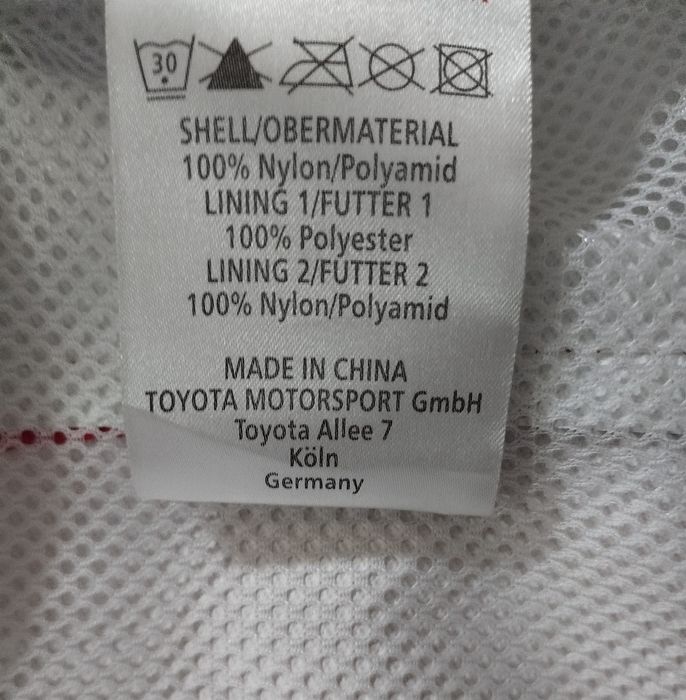 30
SHELL/OBERMATERIAL
100% Nylon/Polyamid
LINING 1/FUTTER 1
100% Polyester
LINING 2/FUTTER 2
100% Nylon/Polyamid
MADE IN CHINA
TOYOTA MOTORSPORT GmbH
Toyota Allee 7
Köln
Germany